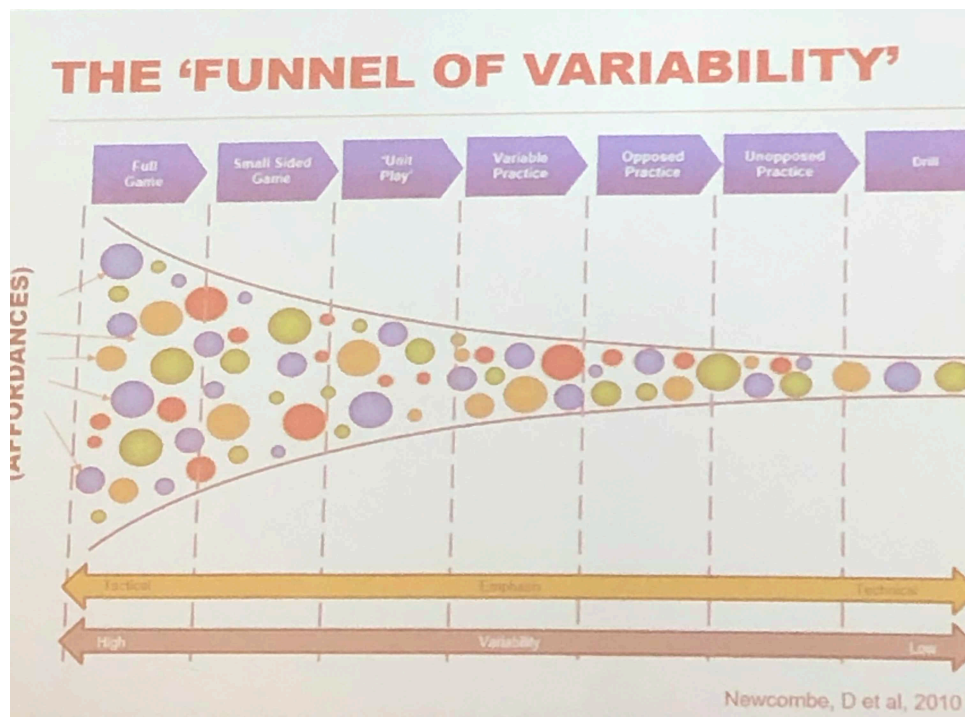 THE ‘FUNNEL OF VARIABILITY’
Full
Game
Small Sided
Game
'Unit
Play'
Variable
Practice
Opposed
Practice
Unopposed
Practice
Drill
(AFFORDANCES)
Tactical
Emphasis
Technical
High
Variability
Low
Newcombe, D et al, 2010